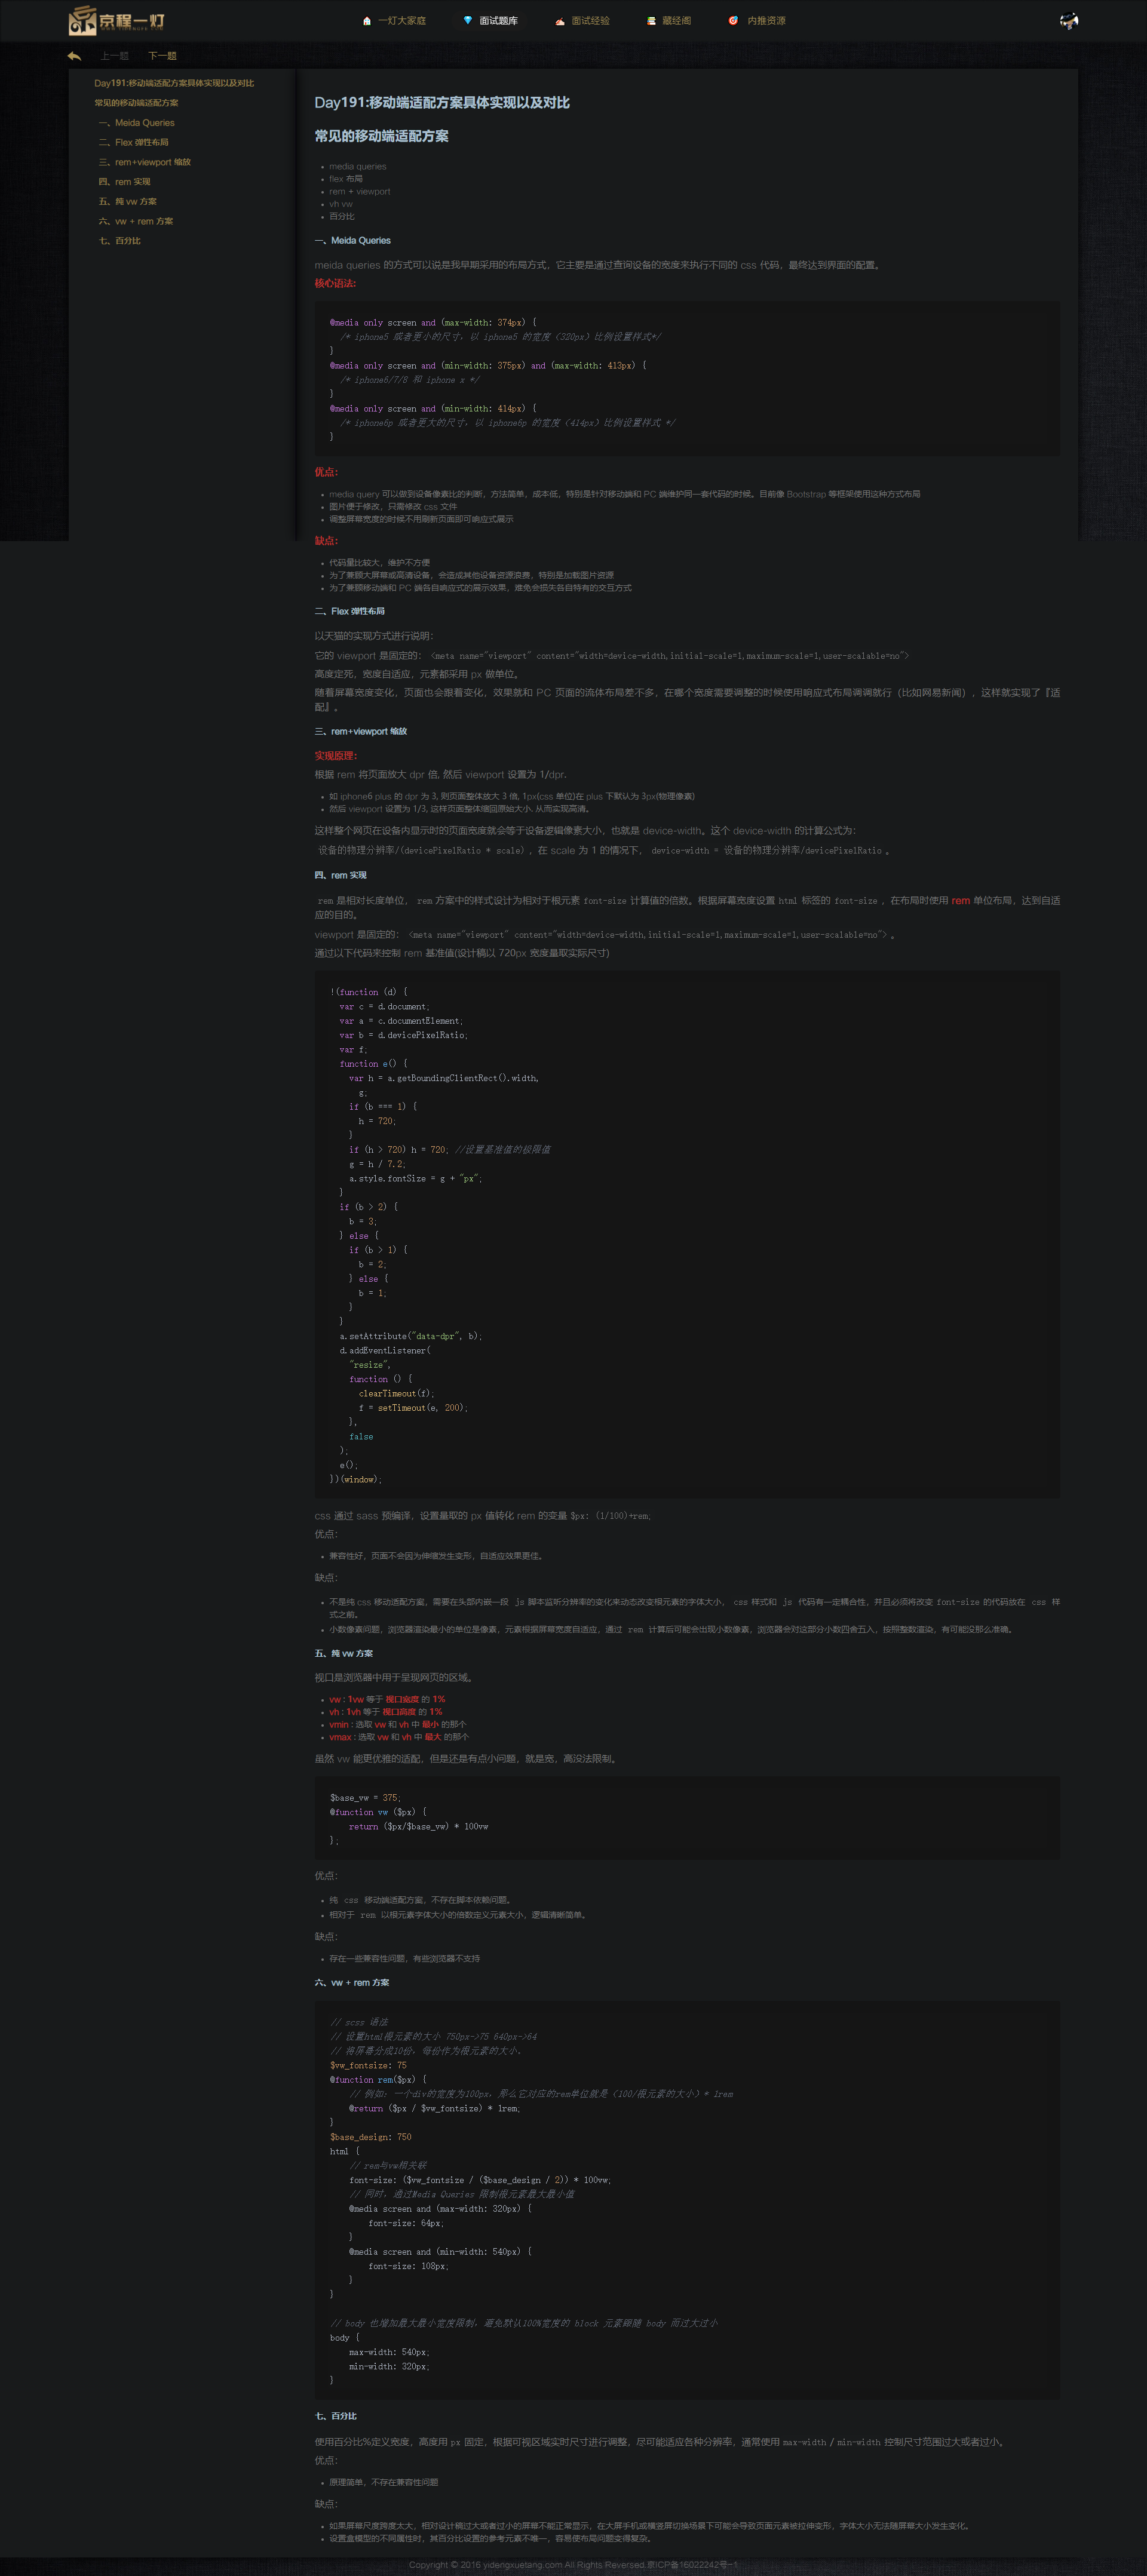 京程一灯
一灯大家庭
面试题库
面试经验
藏经阁
内推资源
上一题
下一题
Day191:移动端适配方案具体实现以及对比
常见的移动端适配方案
一、Meida Queries
二、Flex 弹性布局
三、rem+viewport 缩放
四、rem 实现
五、纯 vw 方案
六、vw + rem 方案
七、百分比
Day191:移动端适配方案具体实现以及对比
常见的移动端适配方案
media queries
flex 布局
rem + viewport
vh vw
百分比
一、Meida Queries
meida queries 的方式可以说是我早期采用的布局方式，它主要是通过查询设备的宽度来执行不同的 css 代码，最终达到界面的配置。
核心语法:
@media only screen and (max-width: 374px) {
/* iphone5 或者更小的尺寸，以 iphone5 的宽度（320px）比例设置样式*/
}
@media only screen and (min-width: 375px) and (max-width: 413px) {
/* iphone6/7/8 和 iphone x */
}
@media only screen and (min-width: 414px) {
/* iphone6p 或者更大的尺寸，以 iphone6p 的宽度（414px）比例设置样式 */
}
优点：
media query 可以做到设备像素比的判断，方法简单，成本低，特别是针对移动端和 PC 端维护同一套代码的时候。目前像 Bootstrap 等框架使用这种方式布局
图片便于修改，只需修改 css 文件
调整屏幕宽度的时候不用刷新页面即可响应式展示
缺点：
代码量比较大，维护不方便
为了兼顾大屏幕或高清设备，会造成其他设备资源浪费，特别是加载图片资源
为了兼顾移动端和 PC 端各自响应式的展示效果，难免会损失各自特有的交互方式
二、Flex 弹性布局
以天猫的实现方式进行说明：
它的 viewport 是固定的： <meta name="viewport" content="width=device-width,initial-scale=1,maximum-scale=1,user-scalable=no">
高度定死，宽度自适应，元素都采用 px 做单位。
随着屏幕宽度变化，页面也会跟着变化，效果就和 PC 页面的流体布局差不多，在哪个宽度需要调整的时候使用响应式布局调调就行（比如网易新闻），这样就实现了『适
配』。
三、rem+viewport 缩放
实现原理：
根据 rem 将页面放大 dpr 倍, 然后 viewport 设置为 1/dpr.
如 iphone6 plus 的 dpr 为 3, 则页面整体放大 3 倍, 1px(css 单位)在 plus 下默认为 3px(物理像素)
然后 viewport 设置为 1/3, 这样页面整体缩回原始大小. 从而实现高清。
这样整个网页在设备内显示时的页面宽度就会等于设备逻辑像素大小，也就是 device-width。这个 device-width 的计算公式为：
设备的物理分辨率/(devicePixelRatio * scale)，在 scale 为 1 的情况下， device-width = 设备的物理分辨率/devicePixelRatio 。
四、rem 实现
rem 是相对长度单位， rem 方案中的样式设计为相对于根元素 font-size 计算值的倍数。根据屏幕宽度设置 html 标签的 font-size ，在布局时使用 rem 单位布局，达到自适
应的目的。
viewport 是固定的： <meta name="viewport" content="width=device-width,initial-scale=1,maximum-scale=1,user-scalable=no"> 。
通过以下代码来控制 rem 基准值(设计稿以 720px 宽度量取实际尺寸)
!(function (d) {
var c = d.document;
var a = c.documentElement;
var b = d.devicePixelRatio;
var f;
function e() {
var h = a.getBoundingClientRect().width,
g;
if (b === 1) {
h = 720;
}
if (h > 720) h = 720; //设置基准值的极限值
g = h / 7.2;
a.style.fontSize = g + "px";
}
if (b > 2) {
b = 3;
} else {
if (b > 1) {
b = 2;
} else {
b = 1;
}
}
a.setAttribute("data-dpr", b);
d.addEventListener(
"resize",
function () {
clearTimeout(f);
f = setTimeout(e, 200);
},
false
);
e();
})(window);
css 通过 sass 预编译，设置量取的 px 值转化 rem 的变量 $px: (1/100)+rem;
优点：
兼容性好，页面不会因为伸缩发生变形，自适应效果更佳。
缺点：
不是纯 css 移动适配方案，需要在头部内嵌一段 js 脚本监听分辨率的变化来动态改变根元素的字体大小， css 样式和 js 代码有一定耦合性，并且必须将改变 font-size 的代码放在 css 样
式之前。
小数像素问题，浏览器渲染最小的单位是像素，元素根据屏幕宽度自适应，通过 rem 计算后可能会出现小数像素，浏览器会对这部分小数四舍五入，按照整数渲染，有可能没那么准确。
五、纯 vw 方案
视口是浏览器中用于呈现网页的区域。
vw : 1vw 等于 视口宽度 的 1%
vh : 1vh 等于 视口高度 的 1%
vmin : 选取 vw 和 vh 中 最小 的那个
vmax : 选取 vw 和 vh 中 最大 的那个
虽然 vw 能更优雅的适配，但是还是有点小问题，就是宽，高没法限制。
$base_vw = 375;
@function vw ($px) {
return ($px/$base_vw) * 100vw
};
优点：
纯 css 移动端适配方案，不存在脚本依赖问题。
相对于 rem 以根元素字体大小的倍数定义元素大小，逻辑清晰简单。
缺点：
存在一些兼容性问题，有些浏览器不支持
六、vw + rem 方案
// scss 语法
// 设置html根元素的大小 750px->75 640px->64
// 将屏幕分成10份，每份作为根元素的大小。
$vw_fontsize: 75
@function rem($px) {
// 例如：一个div的宽度为100px，那么它对应的rem单位就是（100/根元素的大小）* 1rem
@return ($px / $vw_fontsize) * 1rem;
}
$base_design: 750
html {
// rem与vw相关联
font-size: ($vw_fontsize / ($base_design / 2)) * 100vw;
// 同时，通过Media Queries 限制根元素最大最小值
@media screen and (max-width: 320px) {
font-size: 64px;
}
@media screen and (min-width: 540px) {
font-size: 108px;
}
}
// body 也增加最大最小宽度限制，避免默认100%宽度的 block 元素跟随 body 而过大过小
body {
max-width: 540px;
min-width: 320px;
}
七、百分比
使用百分比%定义宽度，高度用 px 固定，根据可视区域实时尺寸进行调整，尽可能适应各种分辨率，通常使用 max-width / min-width 控制尺寸范围过大或者过小。
优点：
原理简单，不存在兼容性问题
缺点：
如果屏幕尺度跨度太大，相对设计稿过大或者过小的屏幕不能正常显示，在大屏手机或横竖屏切换场景下可能会导致页面元素被拉伸变形，字体大小无法随屏幕大小发生变化。
设置盒模型的不同属性时，其百分比设置的参考元素不唯一，容易使布局问题变得复杂。
Copyright © 2016 yidengxuetang.com All Rights Reversed.京ICP备16022242号-1